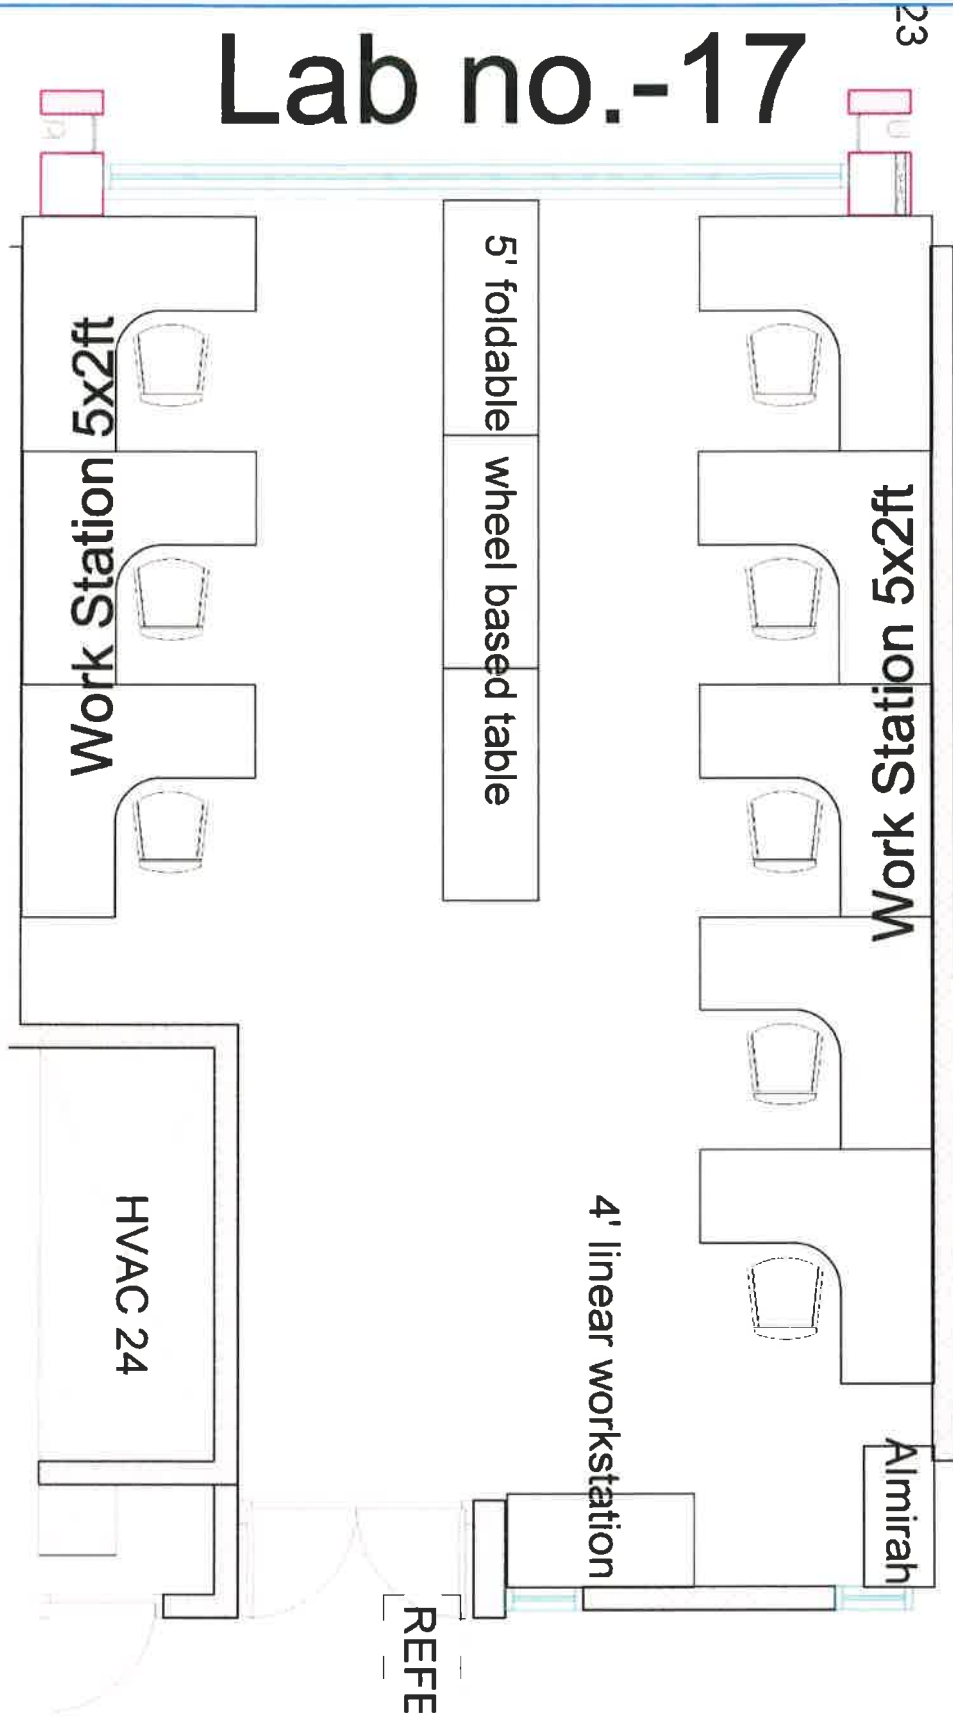 23
Lab no.-17
5' foldable wheel based table
Work Station 5x2ft
Work Station 5x2ft
HVAC 24
4' linear workstation
Almirah
REFE